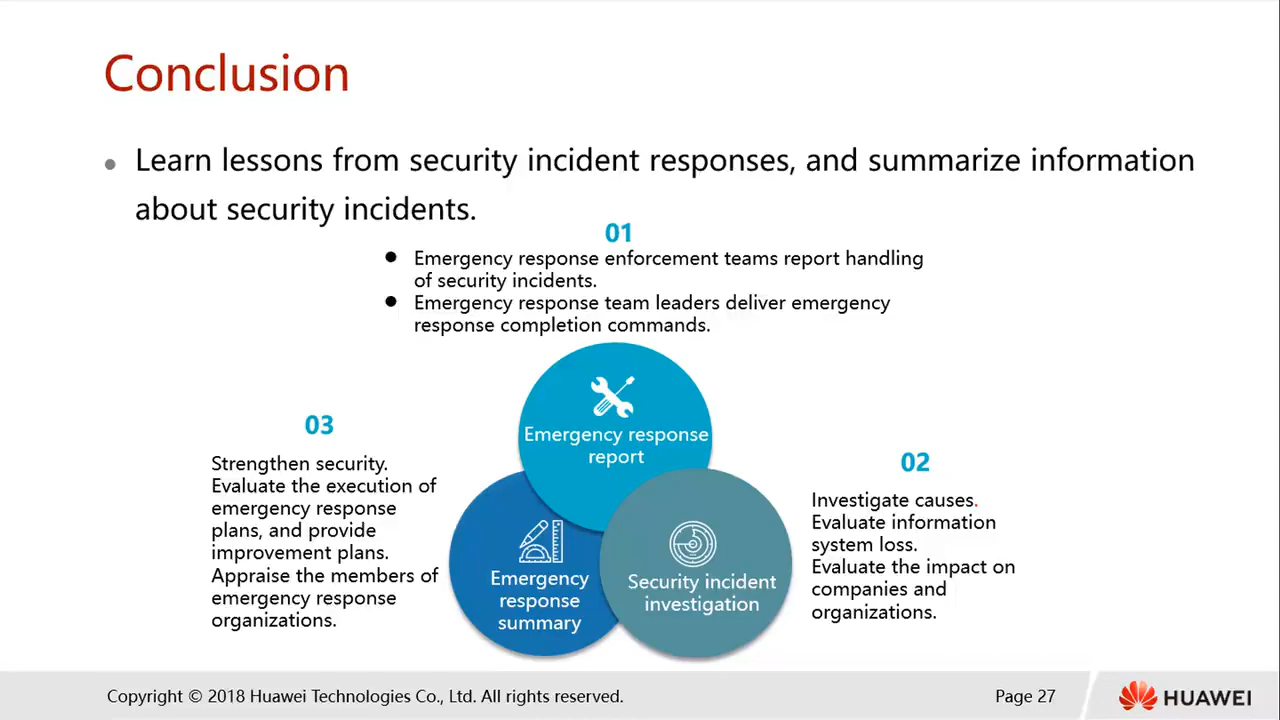 Conclusion
Learn lessons from security incident responses, and summarize information
about security incidents.
01
Emergency response enforcement teams report handling
of security incidents.
Emergency response team leaders deliver emergency
response completion commands.
Emergency response
report
03
Strengthen security.
Evaluate the execution of
emergency response
plans, and provide
improvement plans.
Appraise the members of
emergency response
organizations.
Emergency
response
summary
Security incident
investigation
02
Investigate causes.
Evaluate information
system loss.
Evaluate the impact on
companies and
organizations.
Copyright © 2018 Huawei Technologies Co., Ltd. All rights reserved.
Page 27
HUAWEI